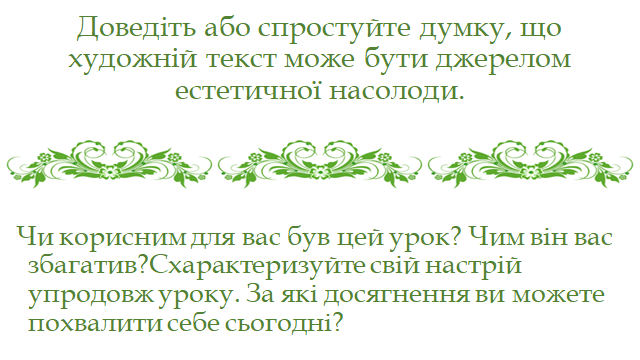 Доведіть або спростуйте думку, що
художній текст може бути джерелом
естетичної насолоди.
Чи корисним для вас був цей урок? Чим він вас
збагатив?Схарактеризуйте свій настрій
упродовж уроку. За які досягнення ви можете
похвалити себе сьогодні?